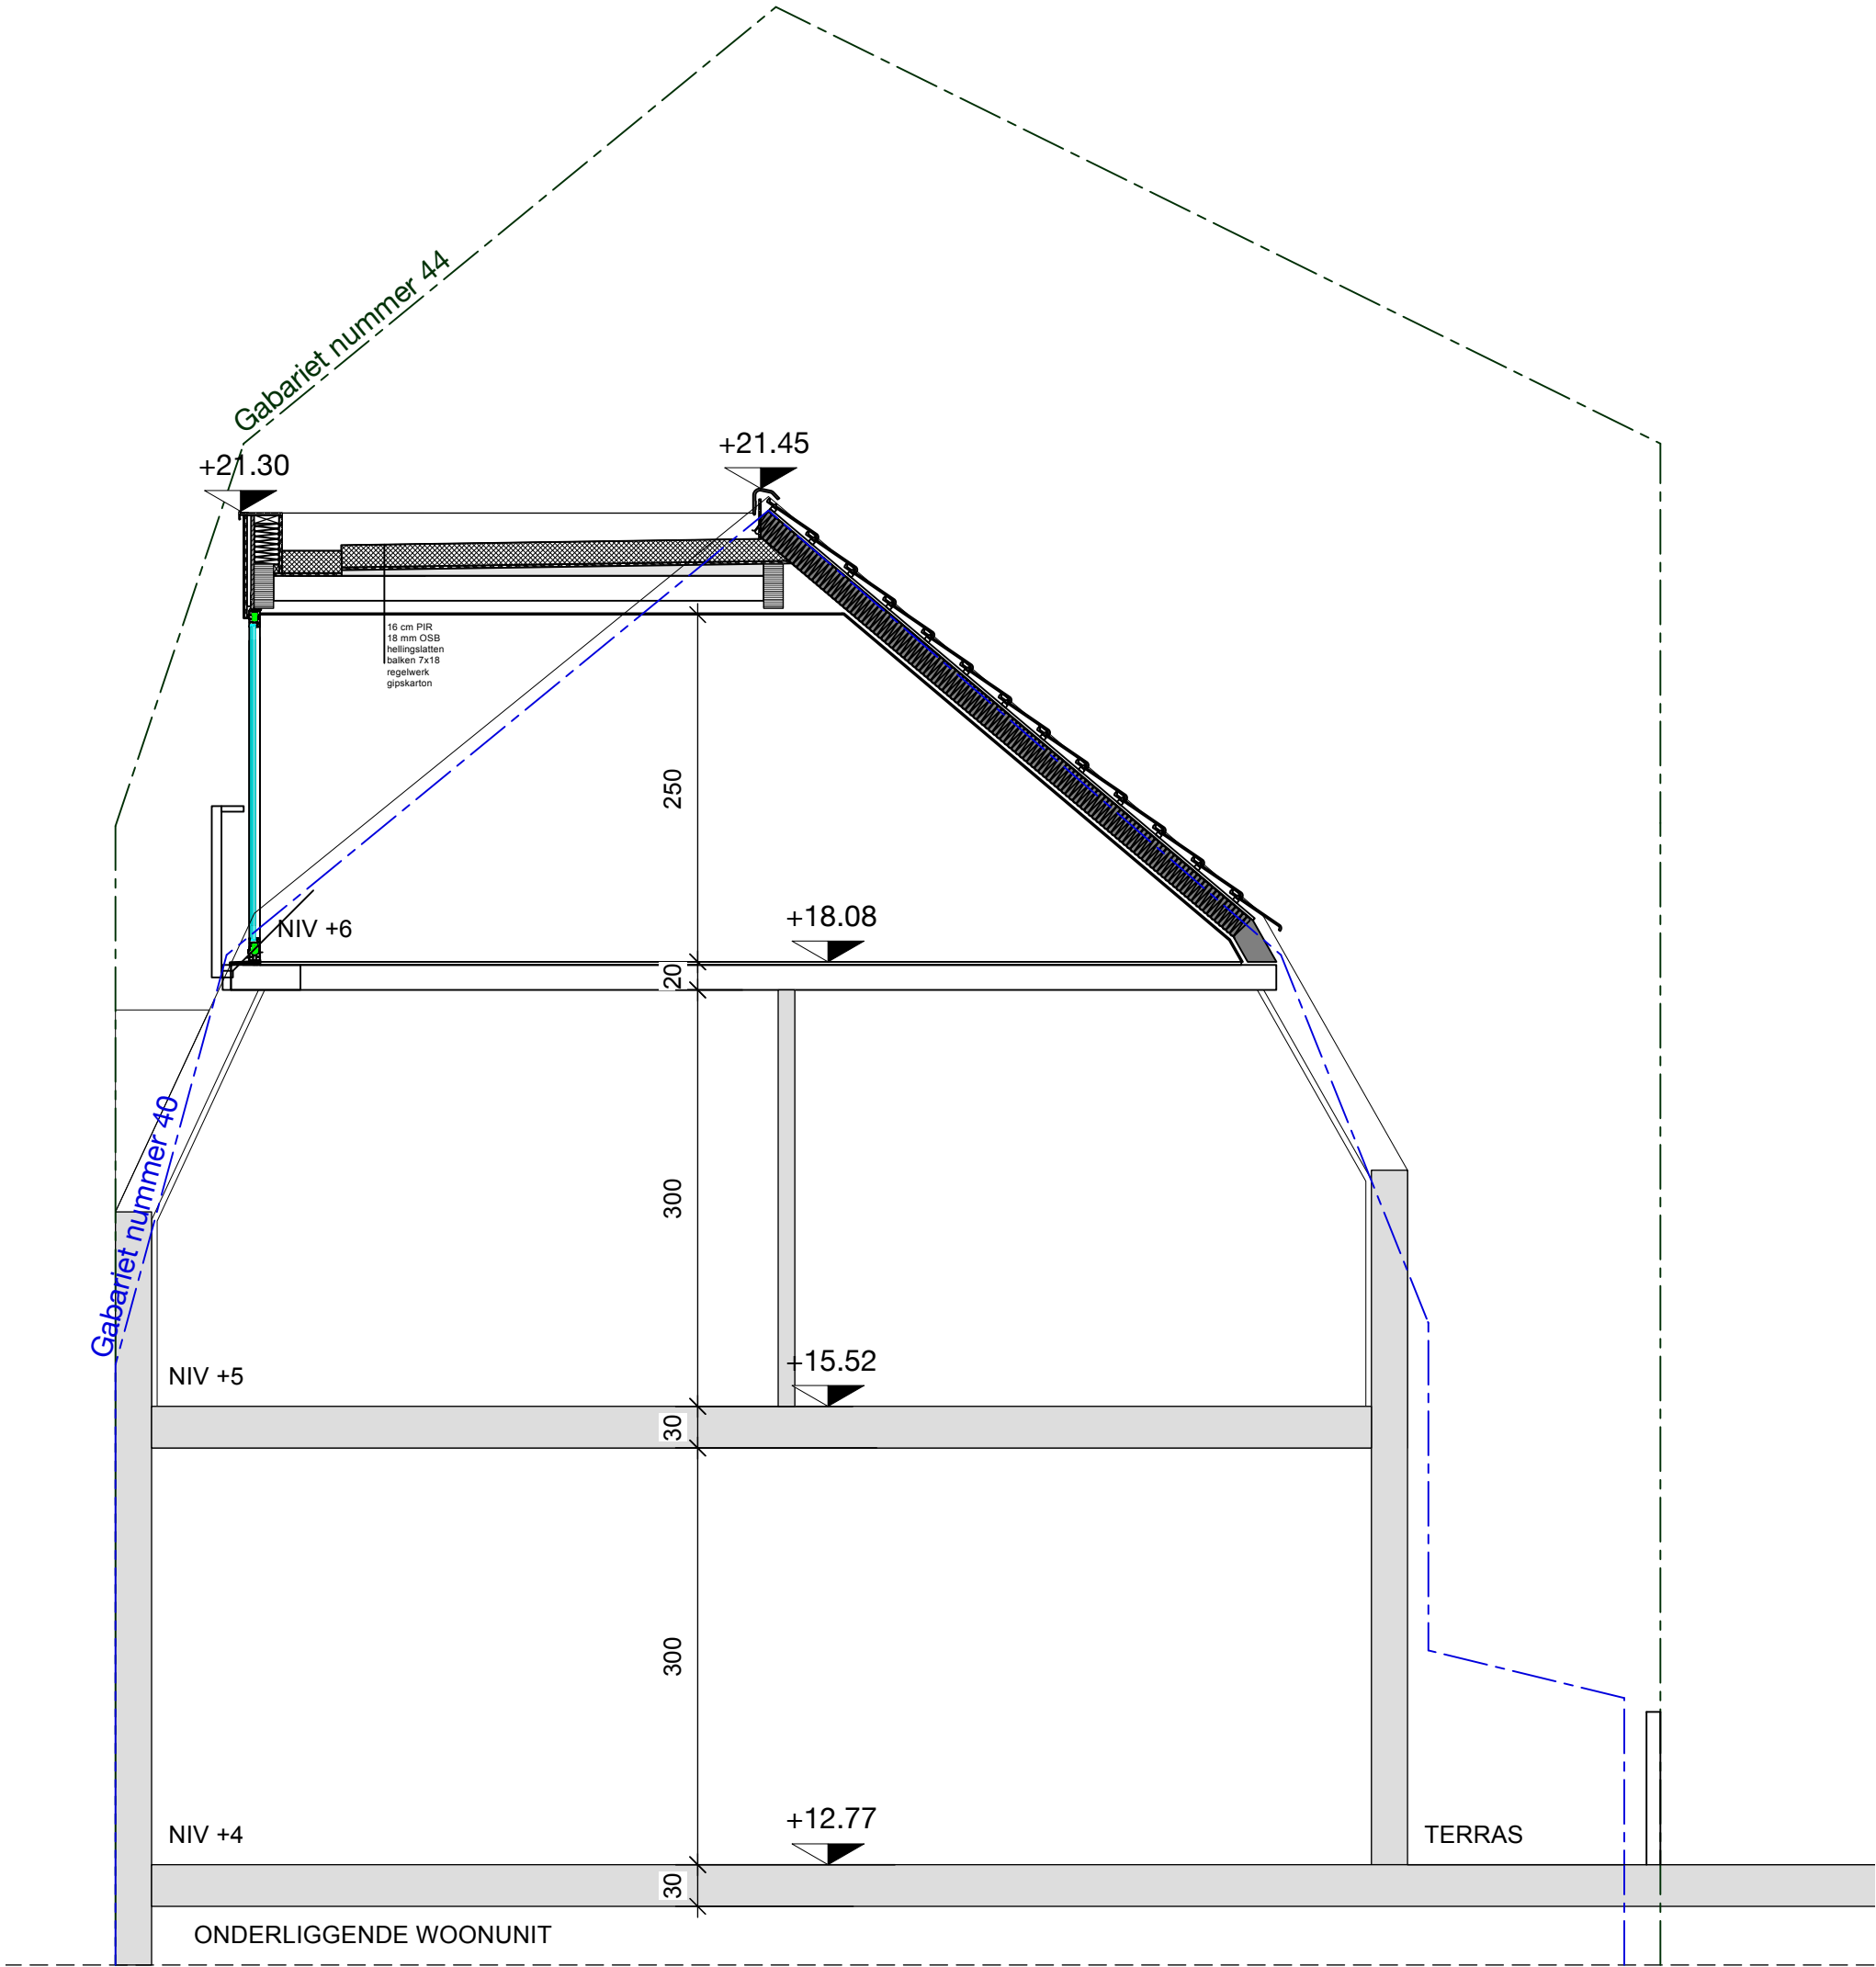 Gabariet nummer 44
+21.45
+21.30
16 cm PIR
18 mm OSB
hellingslatten
balken 7x18
regelwerk
gipskarton
250
NIV +6
+18.08
20
Gabariet nummer 40
300
NIV +5
+15.52
30
300
NIV +4
+12.77
TERRAS
30
ONDERLIGGENDE WOONUNIT